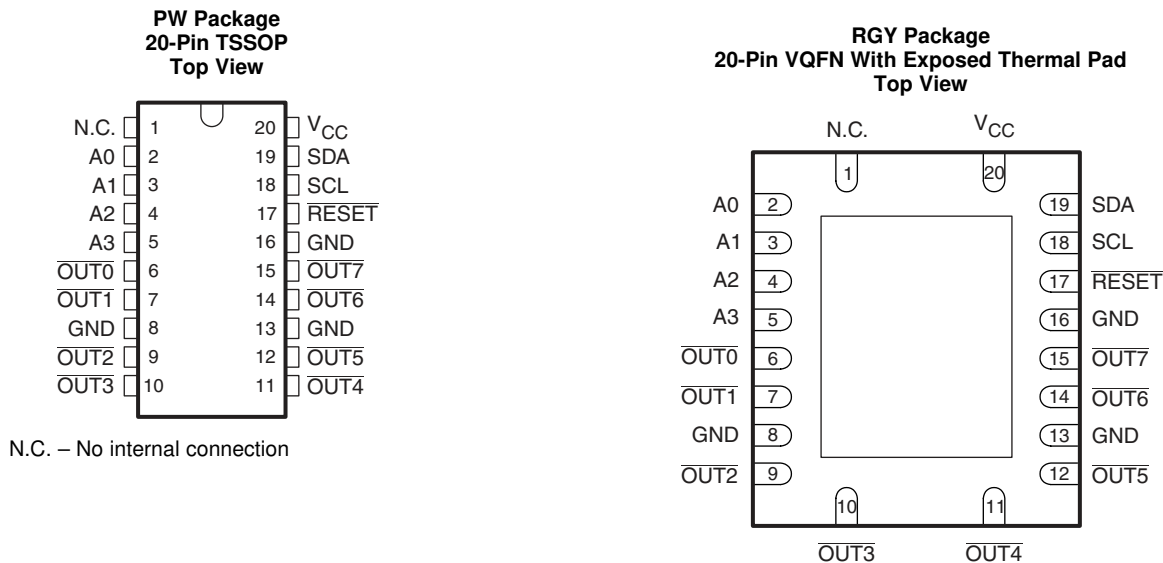 PW Package
20-Pin TSSOP
Top View
N.C. 1 20 VCC
A0 2 19 SDA
A1 3 18 SCL
A2 4 17 RESET
A3 5 16 GND
OUT0 6 15 OUT7
OUT1 7 14 OUT6
GND 8 13 GND
OUT2 9 12 OUT5
OUT3 10 11 OUT4
N.C. – No internal connection
RGY Package
20-Pin VQFN With Exposed Thermal Pad
Top View
N.C. VCC
1 20
A0 2 19 SDA
A1 3 18 SCL
A2 4 17 RESET
A3 5 16 GND
OUT0 6 15 OUT7
OUT1 7 14 OUT6
GND 8 13 GND
OUT2 9 12 OUT5
10 11
OUT3 OUT4